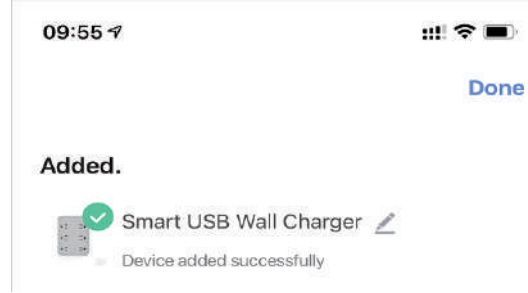 09:55
Done
Added.
Smart USB Wall Charger
Device added successfully